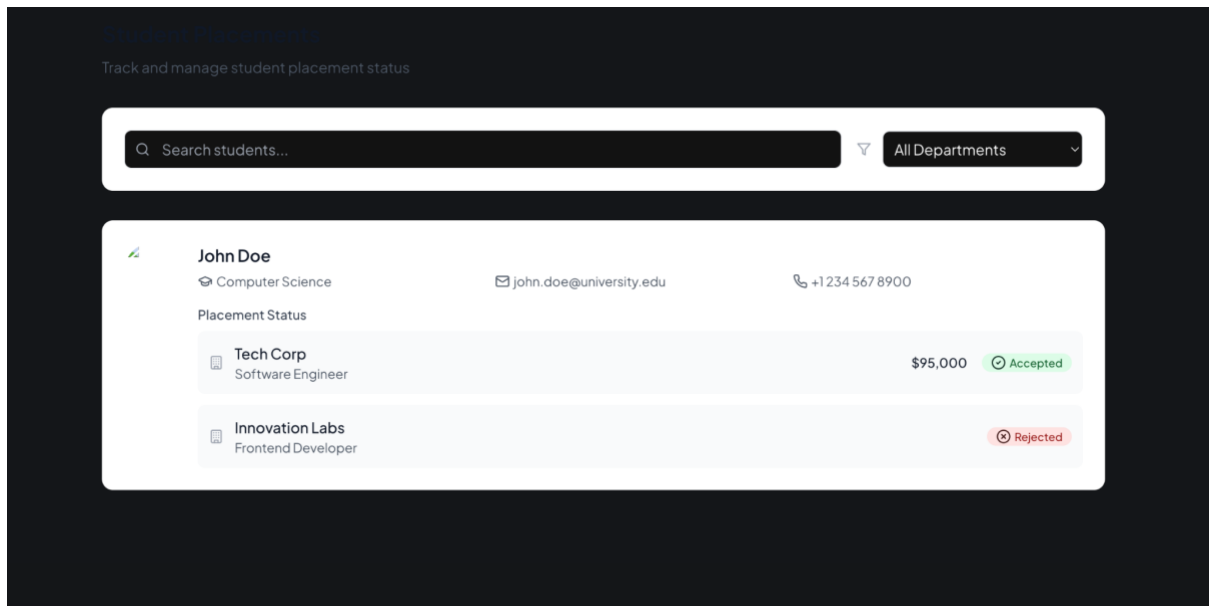 Track and manage student placement status
Search students...
All Departments
John Doe
Computer Science
john.doe@university.edu
+1 234 567 8900
Placement Status
Tech Corp
Software Engineer
$95,000
Accepted
Innovation Labs
Frontend Developer
Rejected